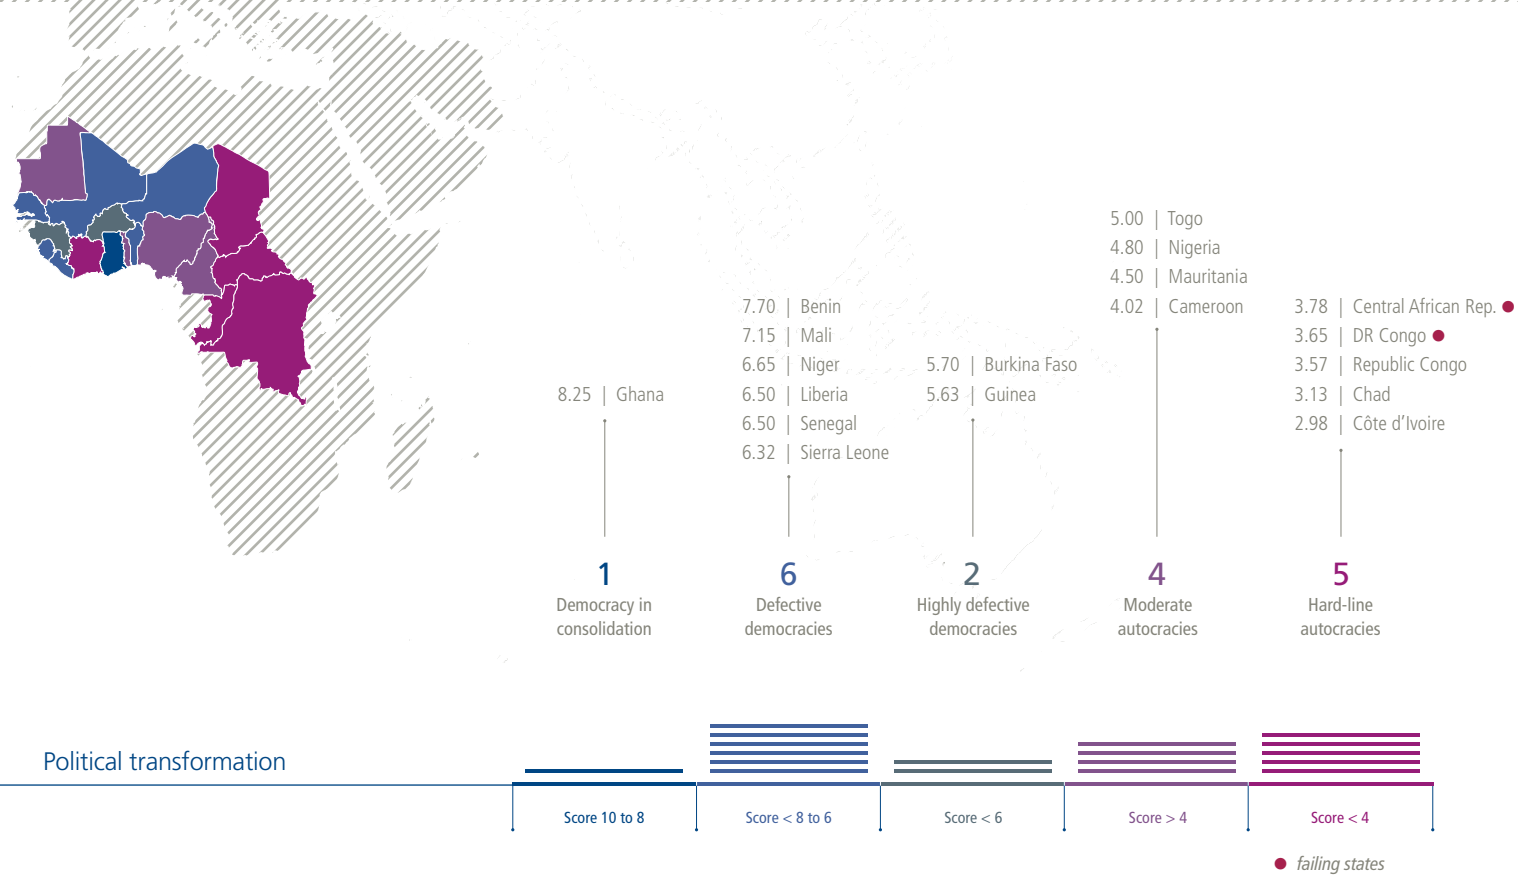 8.25 | Ghana
1
Democracy in
consolidation
7.70 | Benin
7.15 | Mali
6.65 | Niger
6.50 | Liberia
6.50 | Senegal
6.32 | Sierra Leone
6
Defective
democracies
5.70 | Burkina Faso
5.63 | Guinea
2
Highly defective
democracies
5.00 | Togo
4.80 | Nigeria
4.50 | Mauritania
4.02 | Cameroon
4
Moderate
autocracies
3.78 | Central African Rep.
3.65 | DR Congo
3.57 | Republic Congo
3.13 | Chad
2.98 | Côte d’Ivoire
5
Hard-line
autocracies
Political transformation
Score 10 to 8
Score < 8 to 6
Score < 6
Score > 4
Score < 4
failing states